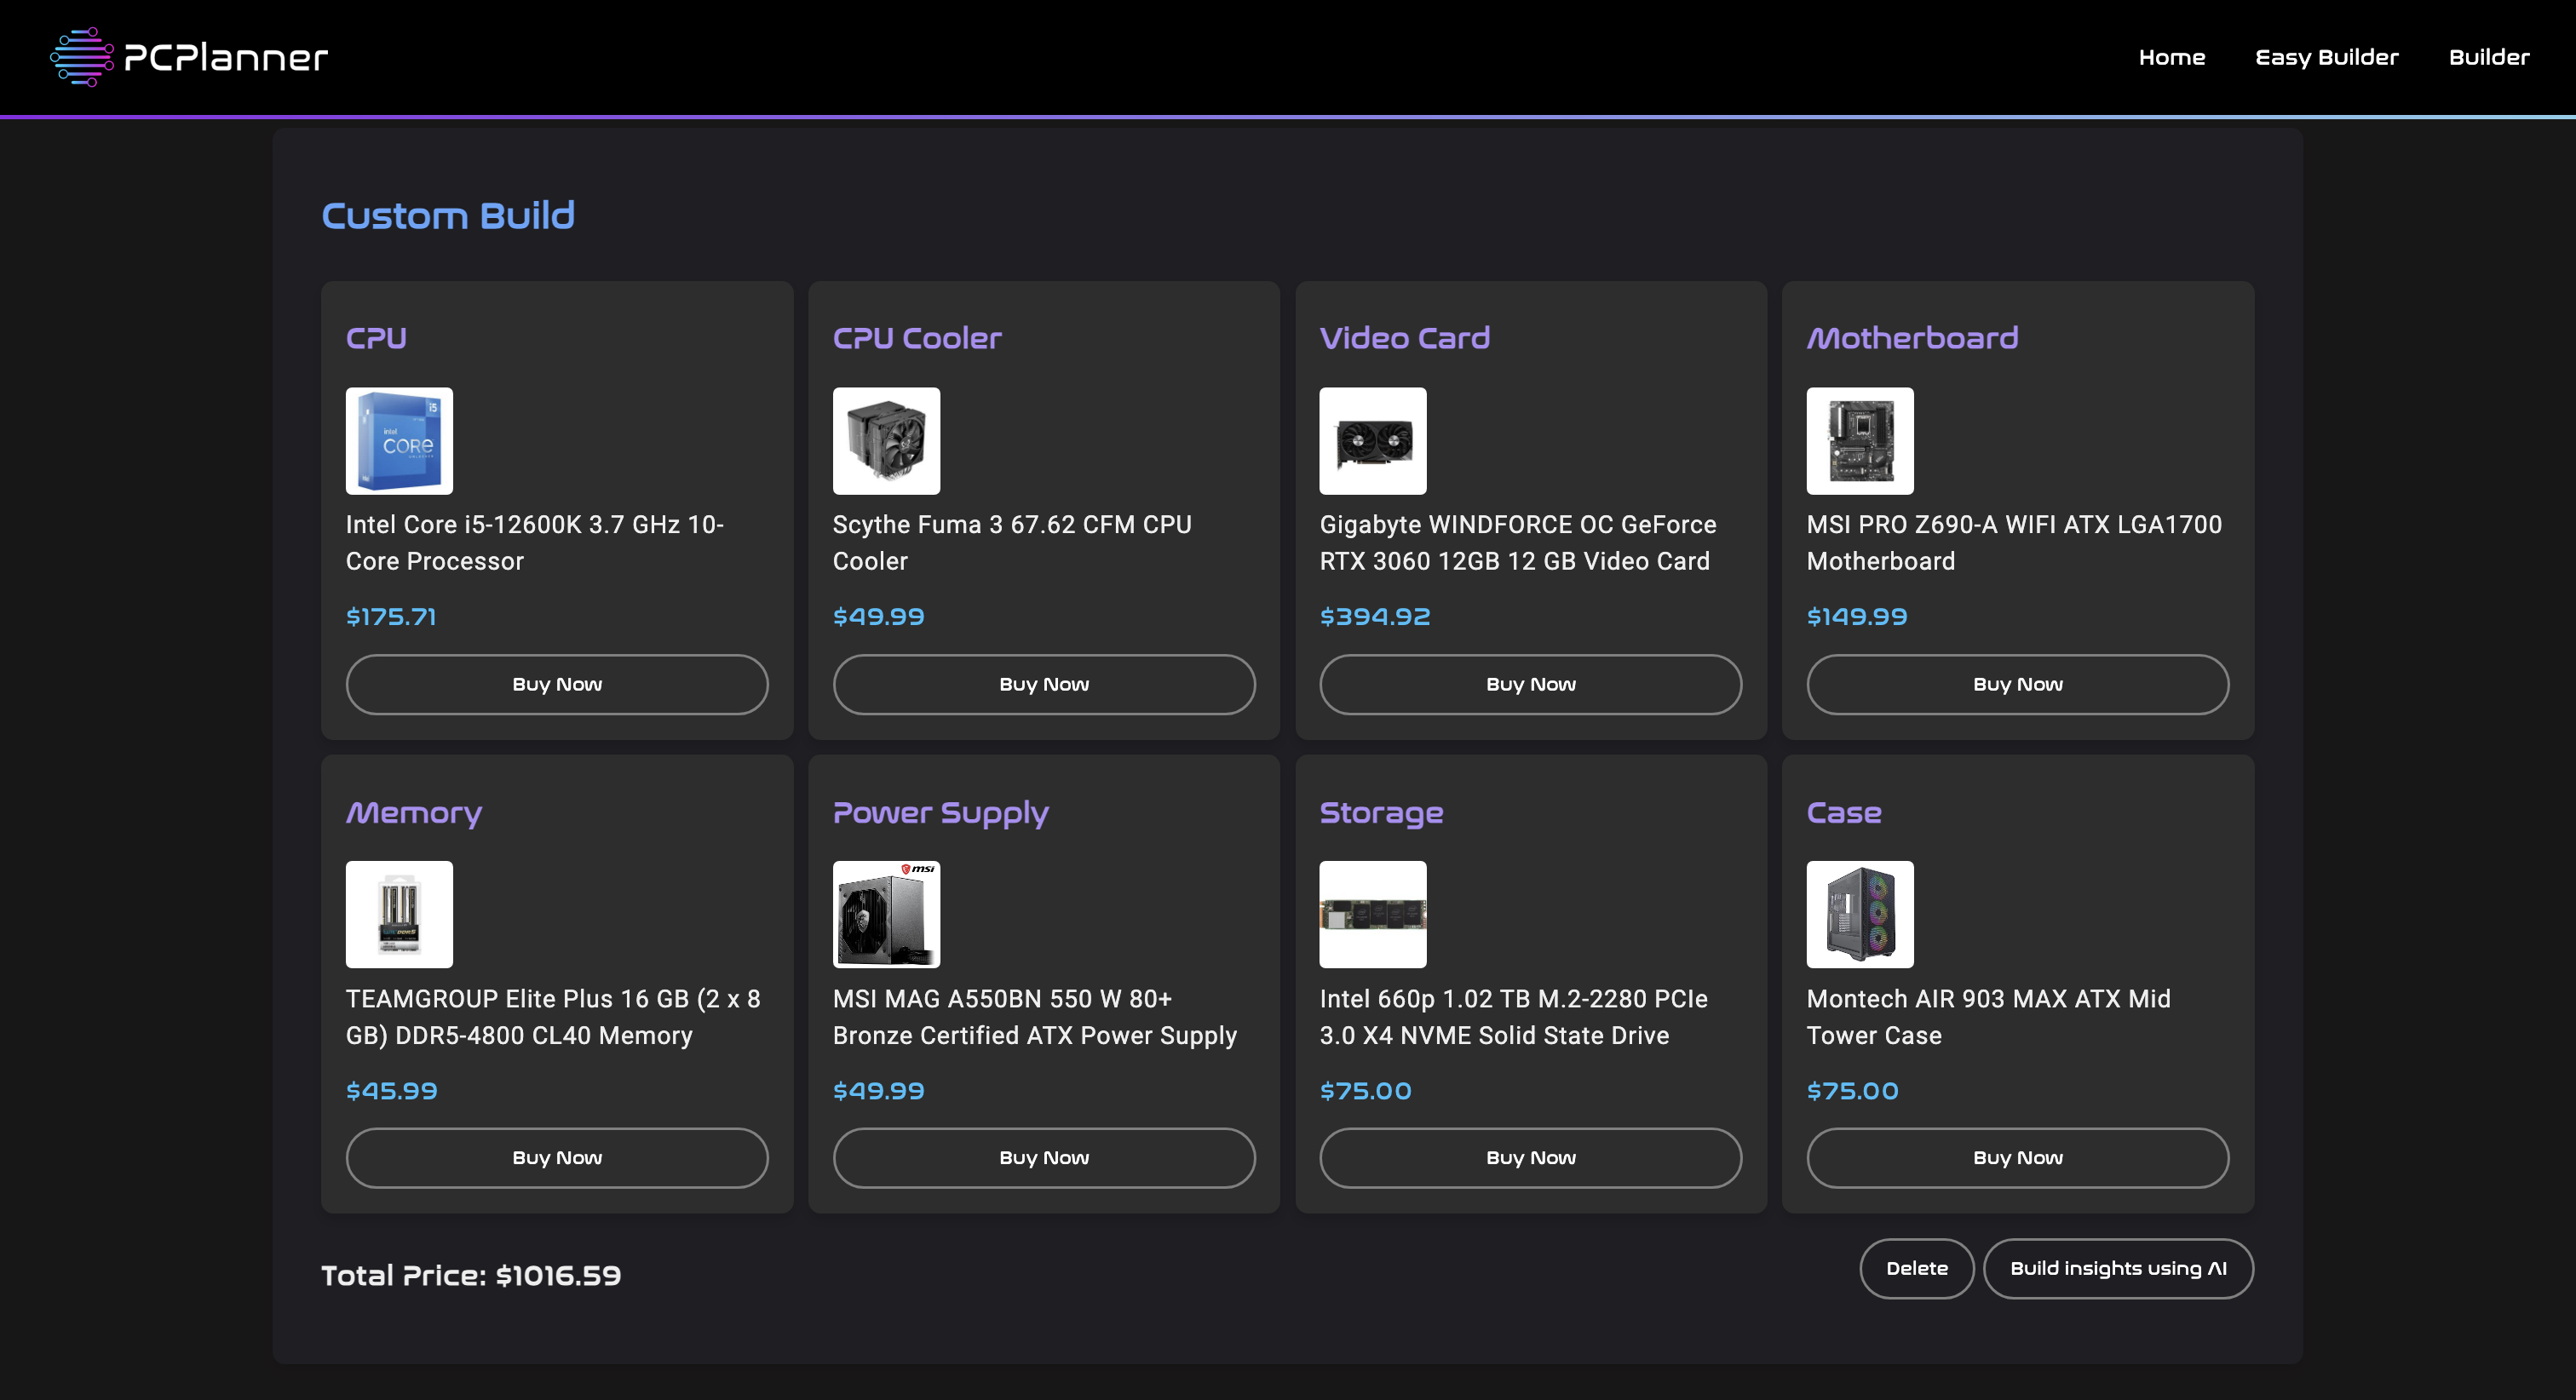 PCPlanner
Home
Easy Builder
Builder
Custom Build
CPU
i5
intel
CORE
Intel Core i5-12600K 3.7 GHz 10-
Core Processor
$175.71
Buy Now
CPU Cooler
Scythe Fuma 3 67.62 CFM CPU
Cooler
$49.99
Buy Now
Video Card
Gigabyte WINDFORCE OC GeForce
RTX 3060 12GB 12 GB Video Card
$394.92
Buy Now
Motherboard
MSI PRO Z690-A WIFI ATX LGA1700
Motherboard
$149.99
Buy Now
Memory
TEAMGROUP Elite Plus 16 GB (2 x 8
GB) DDR5-4800 CL40 Memory
$45.99
Buy Now
Power Supply
msi
MSI MAG A550BN 550 W 80+
Bronze Certified ATX Power Supply
$49.99
Buy Now
Storage
Intel 660p 1.02 TB M.2-2280 PCIe
3.0 X4 NVME Solid State Drive
$75.00
Buy Now
Case
Montech AIR 903 MAX ATX Mid
Tower Case
$75.00
Buy Now
Total Price: $1016.59
Delete
Build insights using AI